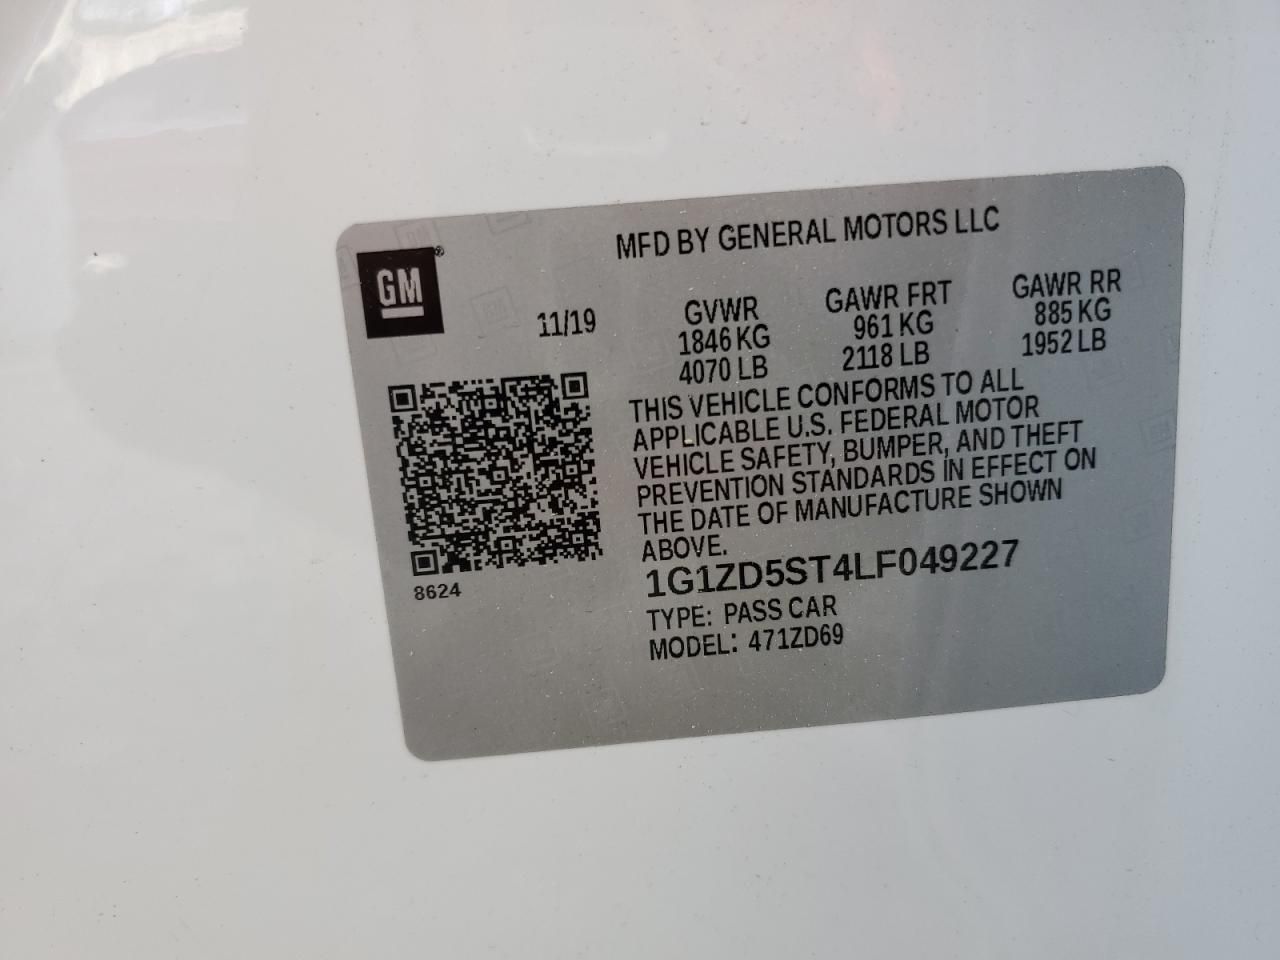 MFD BY GENERAL MOTORS LLC
GM®
11/19
GVWR GAWR FRT GAWR RR
1846 KG 961 KG 885 KG
4070 LB 2118 LB 1952 LB
THIS VEHICLE CONFORMS TO ALL
APPLICABLE U.S. FEDERAL MOTOR
VEHICLE SAFETY, BUMPER, AND THEFT
PREVENTION STANDARDS IN EFFECT ON
THE DATE OF MANUFACTURE SHOWN
ABOVE.
8624
1G1ZD5ST4LF049227
TYPE: PASS CAR
MODEL: 471ZD69